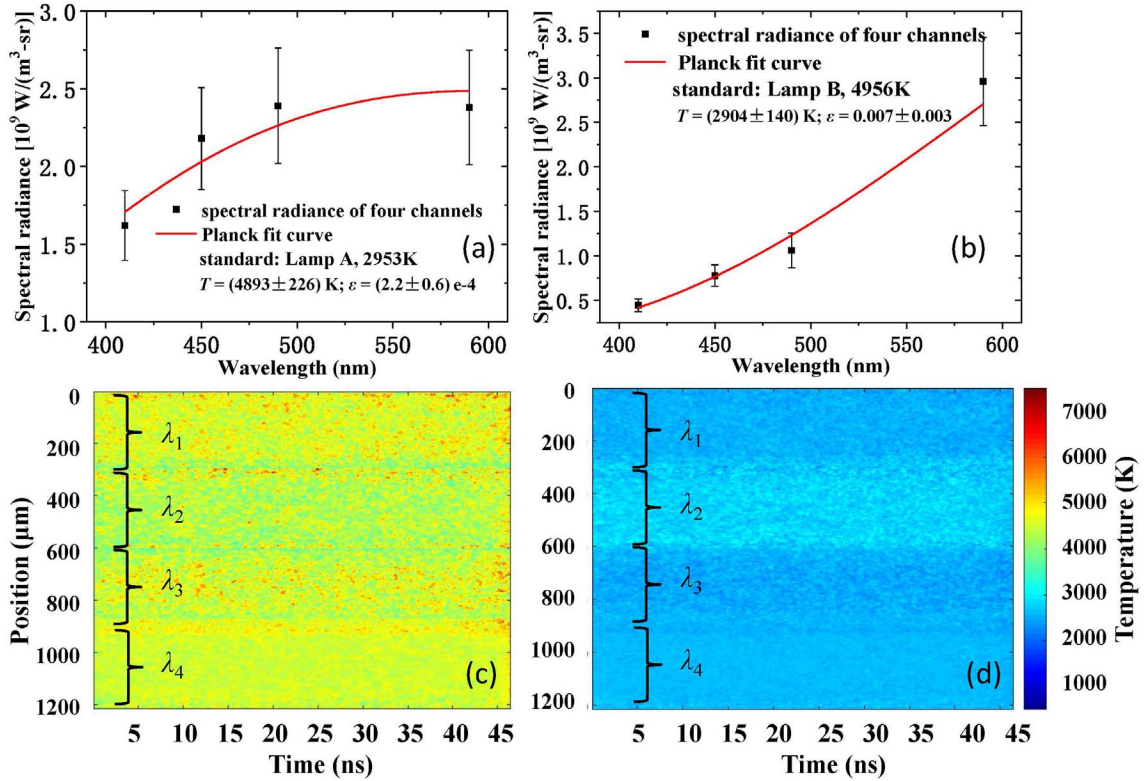 3.0
2.5
2.0
1.5
1.0
400
450
500
550
600
Spectral radiance [10⁹ W/(m³-sr)]
Wavelength (nm)
spectral radiance of four channels
Planck fit curve
standard: Lamp A, 2953K
T = (4893±226) K; ε = (2.2±0.6) e-4
(a)
3.5
3.0
2.5
2.0
1.5
1.0
0.5
400
450
500
550
600
Spectral radiance [10⁹ W/(m³-sr)]
Wavelength (nm)
spectral radiance of four channels
Planck fit curve
standard: Lamp B, 4956K
T = (2904±140) K; ε = 0.007±0.003
(b)
0
200
400
600
800
1000
1200
Position (μm)
λ1
λ2
λ3
λ4
(c)
5
10
15
20
25
30
35
40
45
Time (ns)
0
200
400
600
800
1000
1200
λ1
λ2
λ3
λ4
(d)
5
10
15
20
25
30
35
40
45
Time (ns)
7000
6000
5000
4000
3000
2000
1000
Temperature (K)